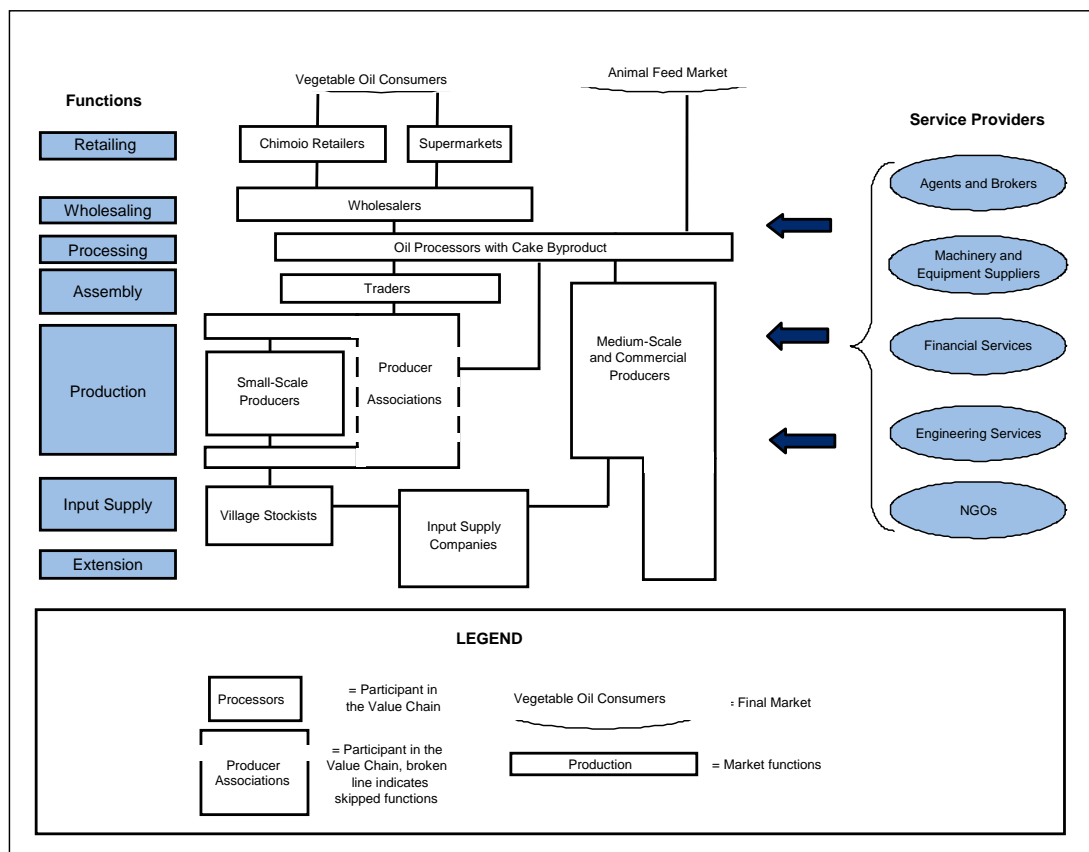 Vegetable Oil Consumers
Animal Feed Market
Functions
Service Providers
Retailing
Chimoio Retailers
Supermarkets
Agents and Brokers
Wholesaling
Wholesalers
Processing
Oil Processors with Cake Byproduct
Machinery and
Equipment Suppliers
Assembly
Traders
Production
Small-Scale
Producers
Producer
Associations
Medium-Scale
and Commercial
Producers
Financial Services
Engineering Services
Input Supply
Village Stockists
Input Supply
Companies
NGOs
Extension
LEGEND
Processors
= Participant in
the Value Chain
Vegetable Oil Consumers
= Final Market
Producer
Associations
= Participant in the
Value Chain, broken
line indicates
skipped functions
Production
= Market functions